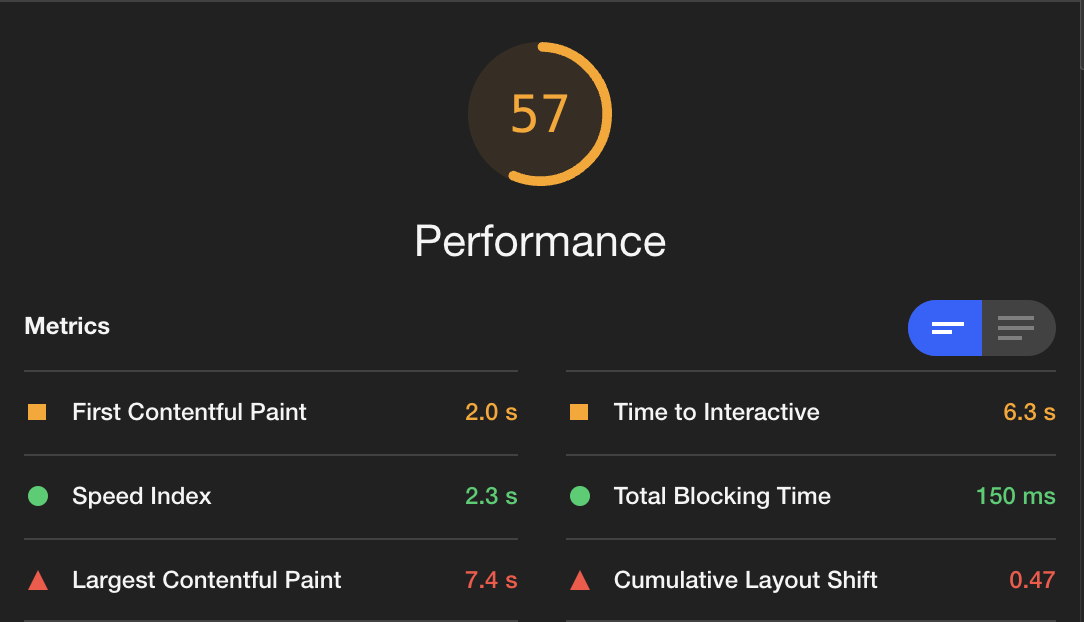 57
Performance
Metrics
First Contentful Paint 2.0 s
Time to Interactive 6.3 s
Speed Index 2.3 s
Total Blocking Time 150 ms
Largest Contentful Paint 7.4 s
Cumulative Layout Shift 0.47